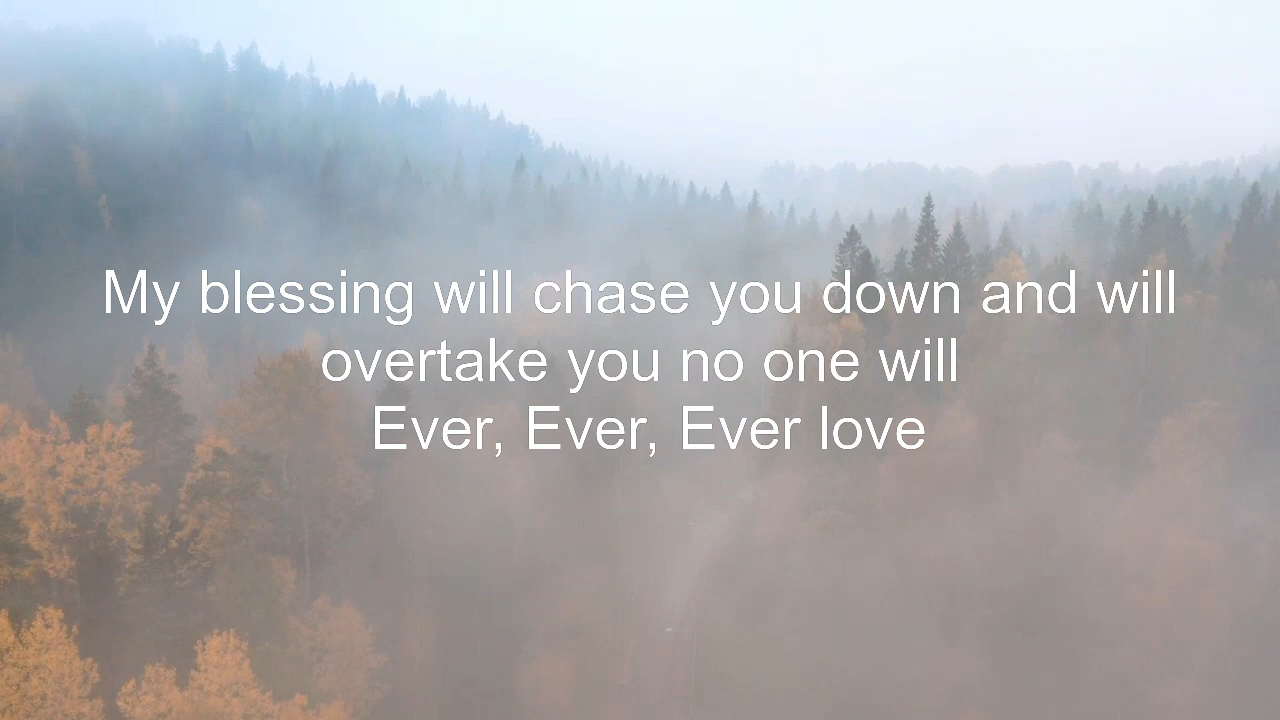 My blessing will chase you down and will
overtake you no one will
Ever, Ever, Ever love